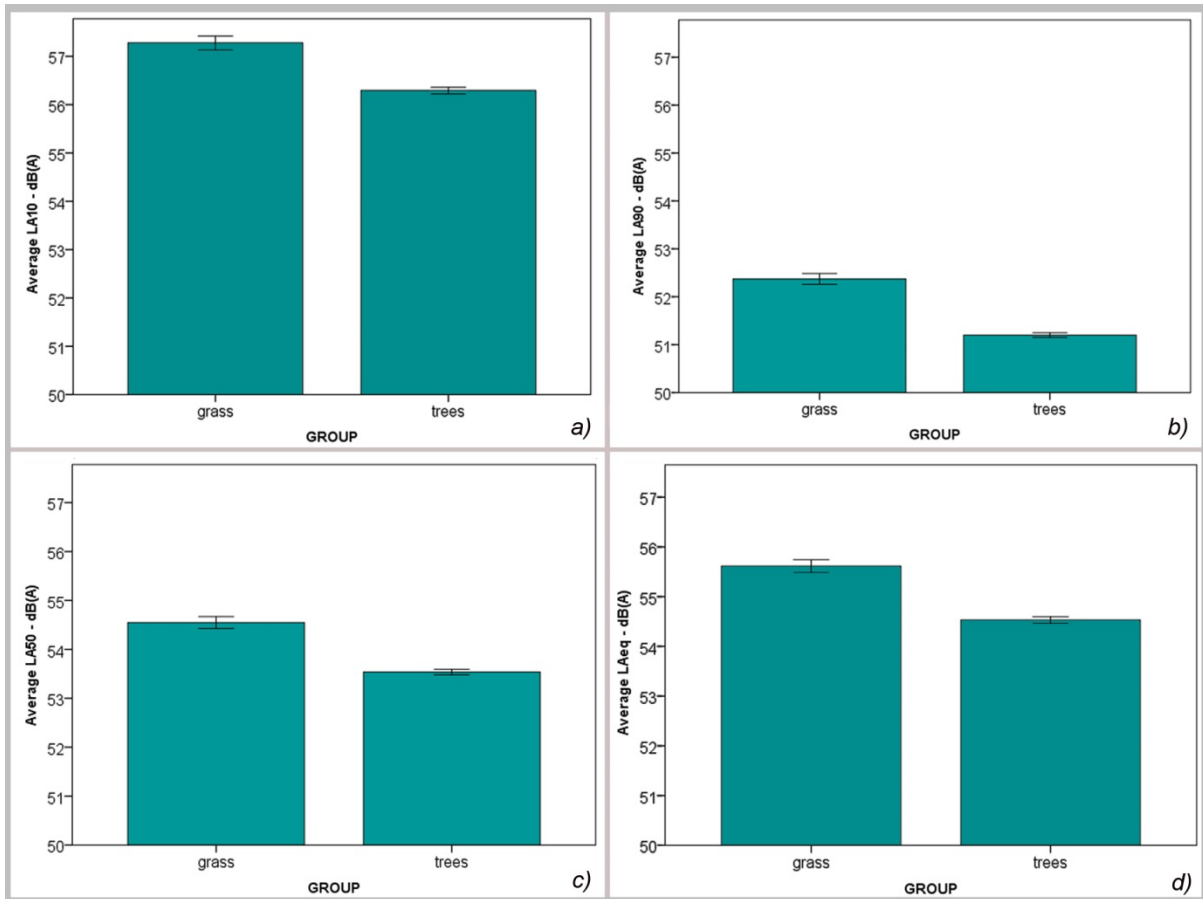 Average LA10 - dB(A)
57
56
55
54
53
52
51
50
grass
trees
GROUP
a)
Average LA90 - dB(A)
57
56
55
54
53
52
51
50
grass
trees
GROUP
b)
Average LA50 - dB(A)
57
56
55
54
53
52
51
50
grass
trees
GROUP
c)
Average LAeq - dB(A)
57
56
55
54
53
52
51
50
grass
trees
GROUP
d)